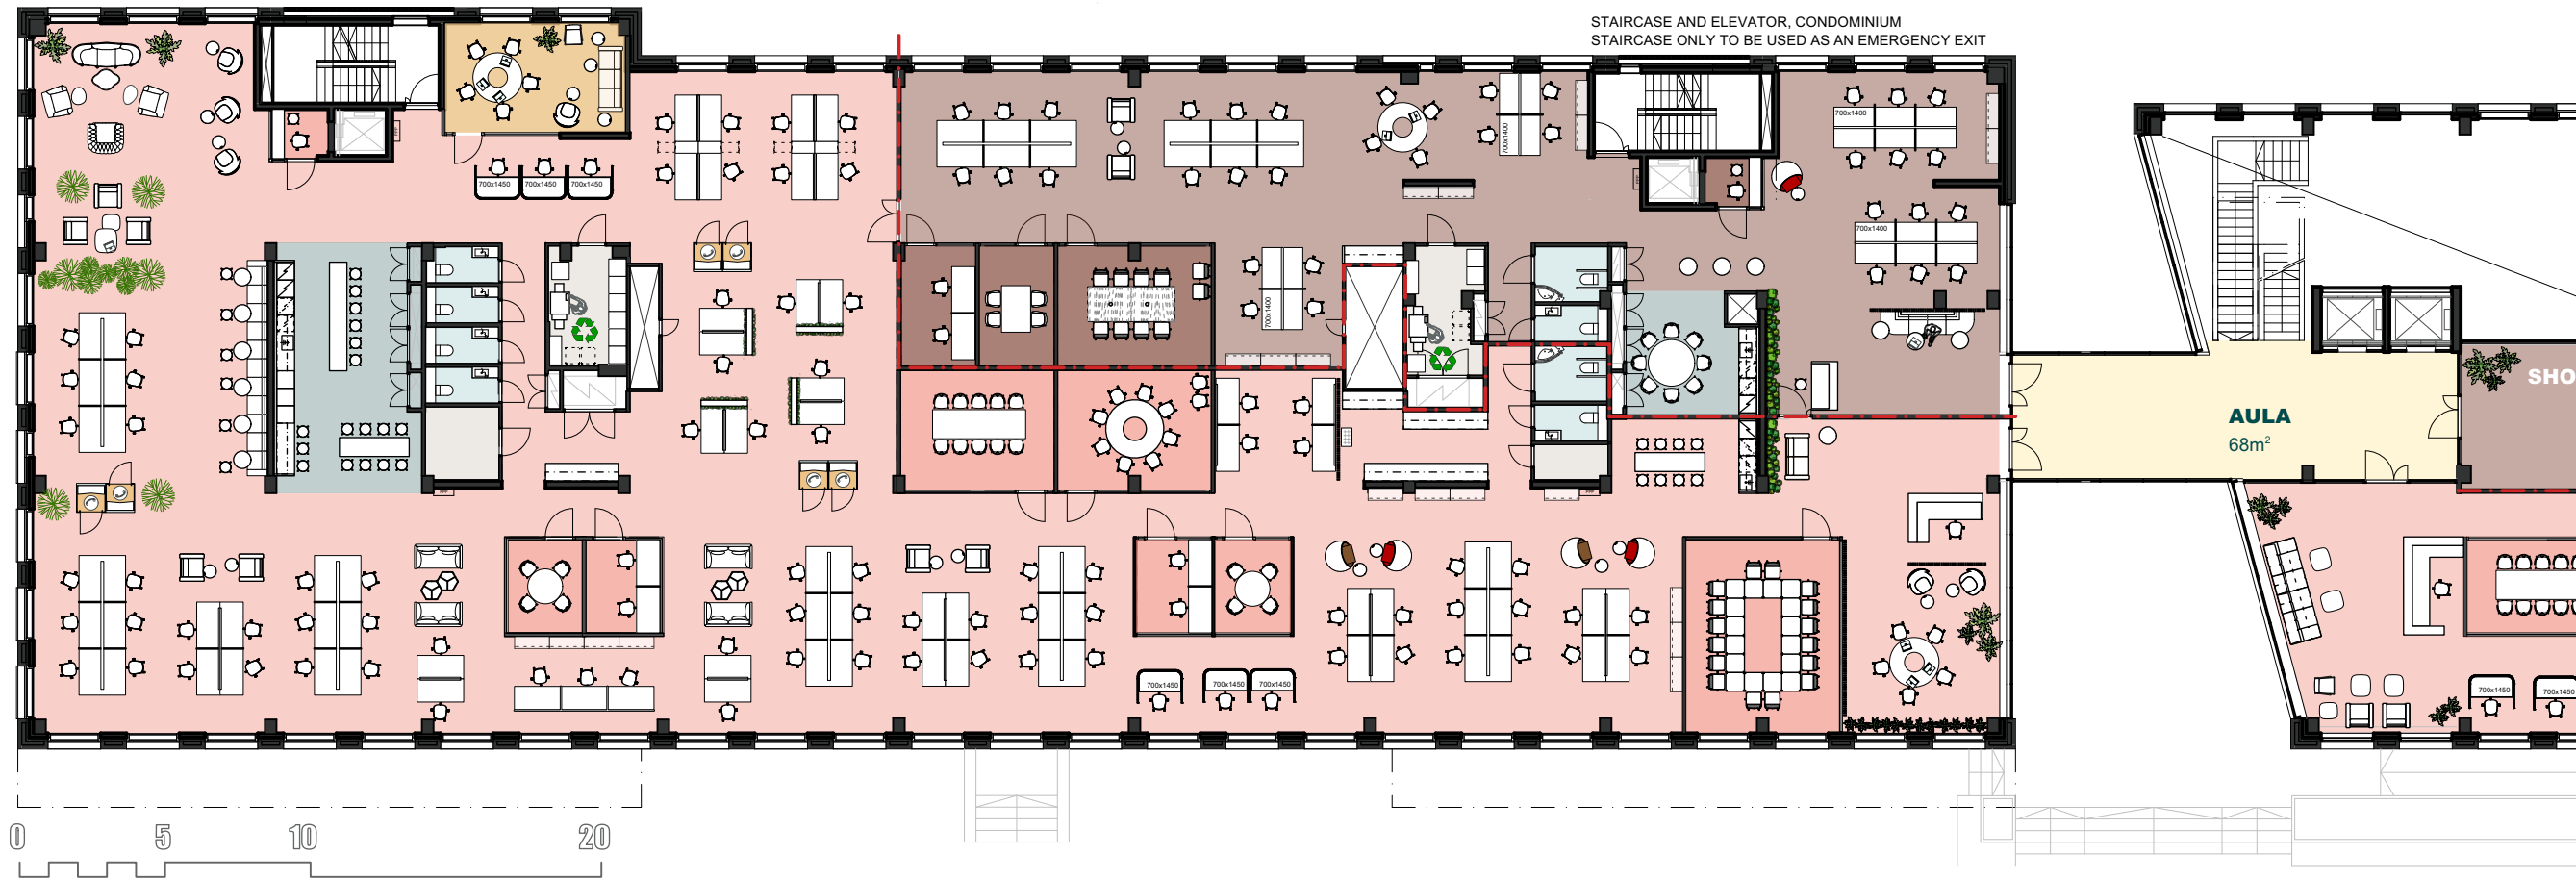 STAIRCASE AND ELEVATOR, CONDOMINIUM
STAIRCASE ONLY TO BE USED AS AN EMERGENCY EXIT
700x1400
700x1400
700x1450 700x1450 700x1450
700x1400
700x1400
SHO
AULA
68m²
700x1450 700x1450 700x1450
700x1450 700x1450
0 5 10 20